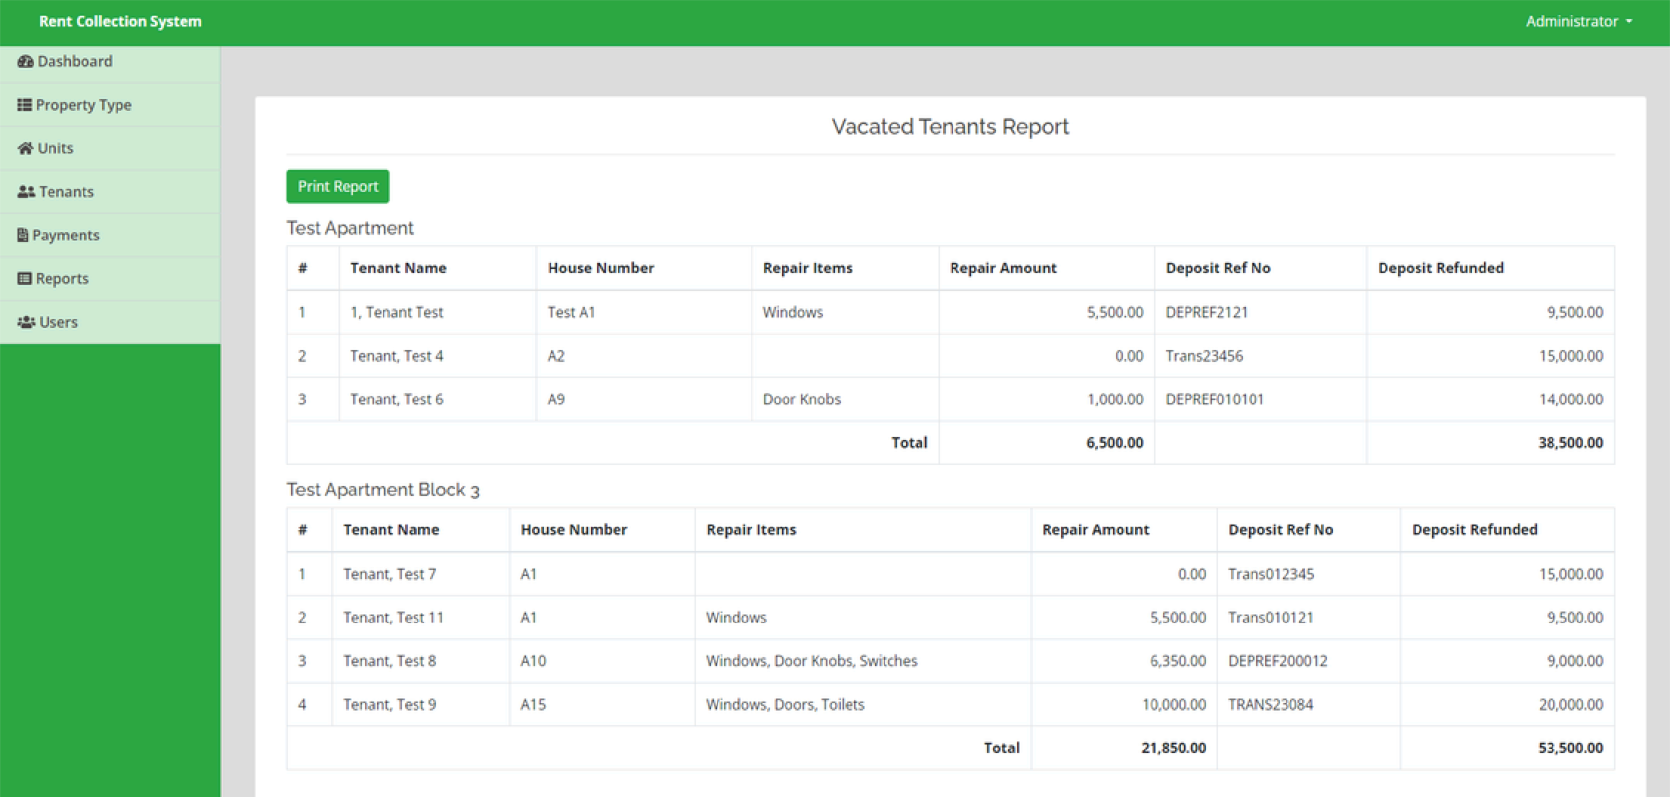 Rent Collection System
Administrator
Dashboard
Property Type
Units
Tenants
Payments
Reports
Users
Vacated Tenants Report
Print Report
Test Apartment
# Tenant Name House Number Repair Items Repair Amount Deposit Ref No Deposit Refunded
1 1, Tenant Test Test A1 Windows 5,500.00 DEPREF2121 9,500.00
2 Tenant, Test 4 A2 0.00 Trans23456 15,000.00
3 Tenant, Test 6 A9 Door Knobs 1,000.00 DEPREF010101 14,000.00
Total 6,500.00 38,500.00
Test Apartment Block 3
# Tenant Name House Number Repair Items Repair Amount Deposit Ref No Deposit Refunded
1 Tenant, Test 7 A1 0.00 Trans012345 15,000.00
2 Tenant, Test 11 A1 Windows 5,500.00 Trans010121 9,500.00
3 Tenant, Test 8 A10 Windows, Door Knobs, Switches 6,350.00 DEPREF200012 9,000.00
4 Tenant, Test 9 A15 Windows, Doors, Toilets 10,000.00 TRANS23084 20,000.00
Total 21,850.00 53,500.00